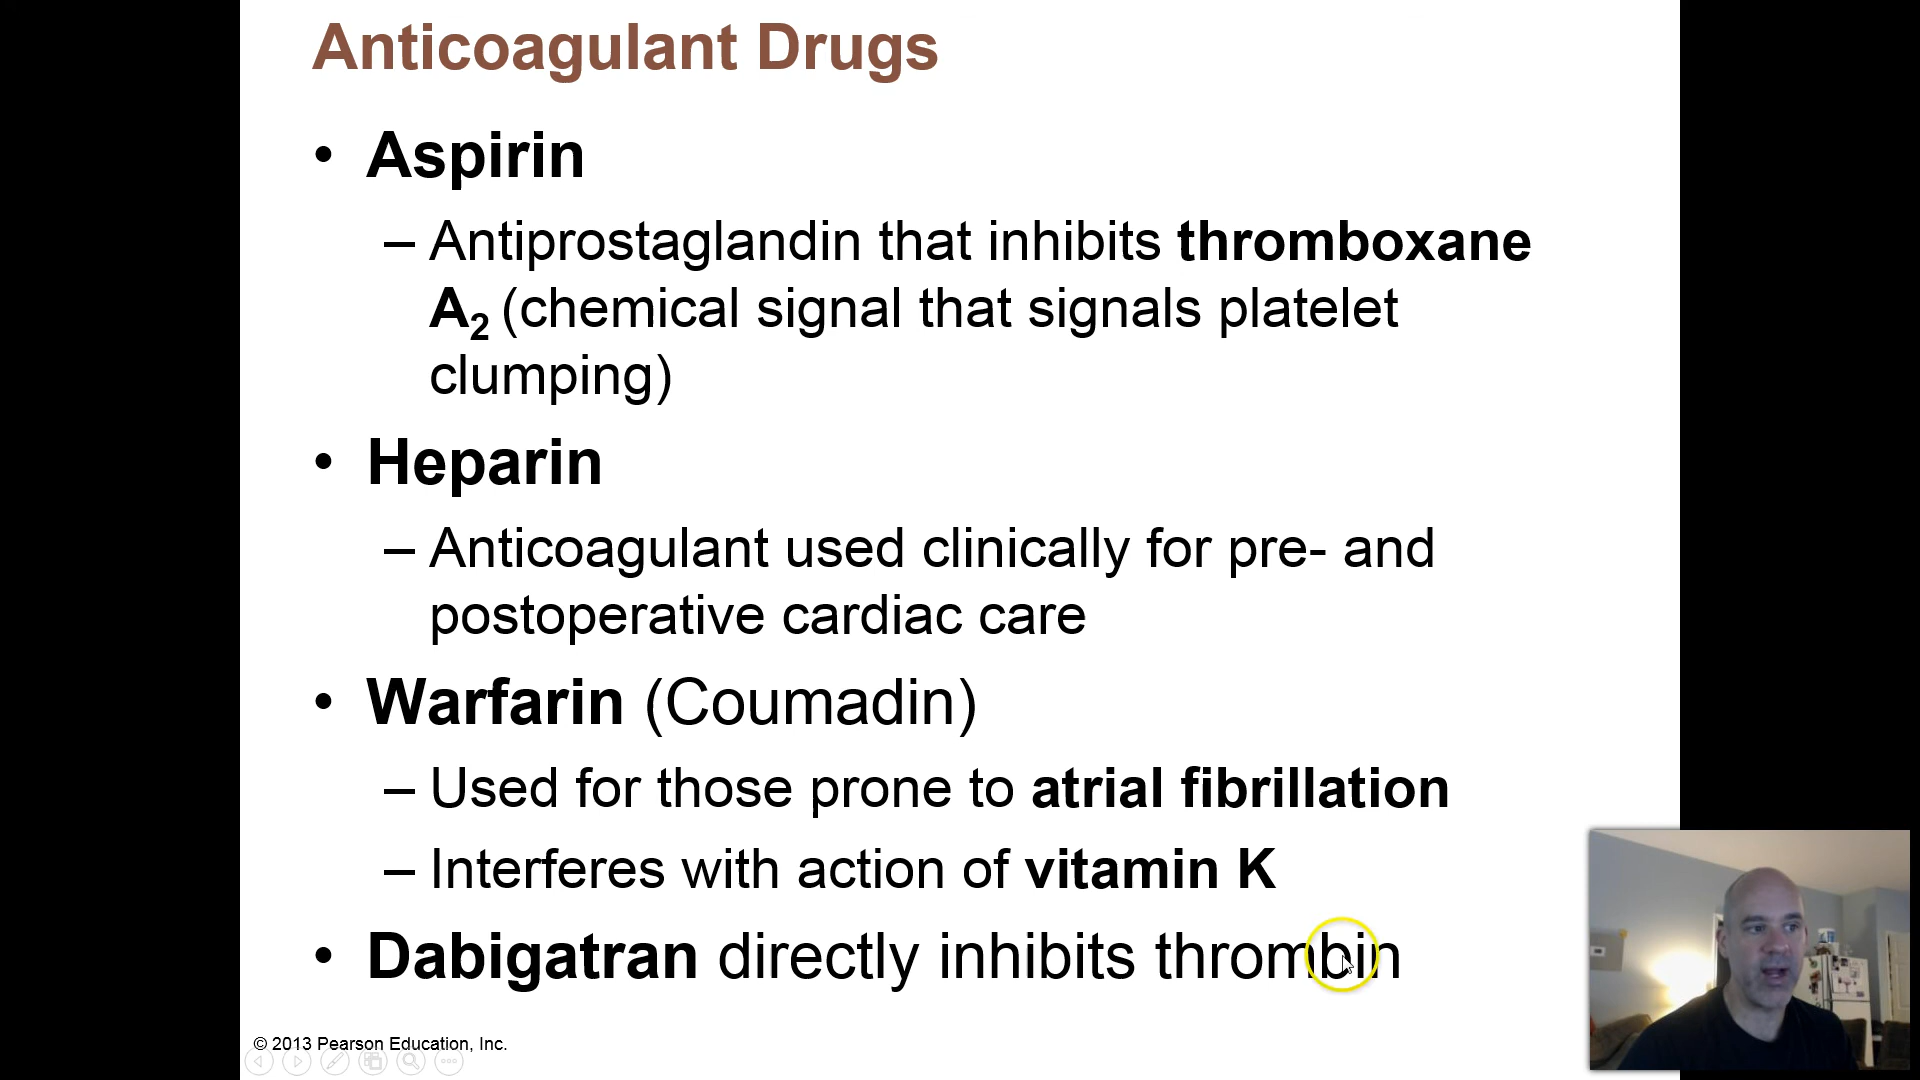 Anticoagulant Drugs
• Aspirin
– Antiprostaglandin that inhibits thromboxane
A₂ (chemical signal that signals platelet
clumping)
• Heparin
– Anticoagulant used clinically for pre- and
postoperative cardiac care
• Warfarin (Coumadin)
– Used for those prone to atrial fibrillation
– Interferes with action of vitamin K
• Dabigatran directly inhibits thrombin
© 2013 Pearson Education, Inc.